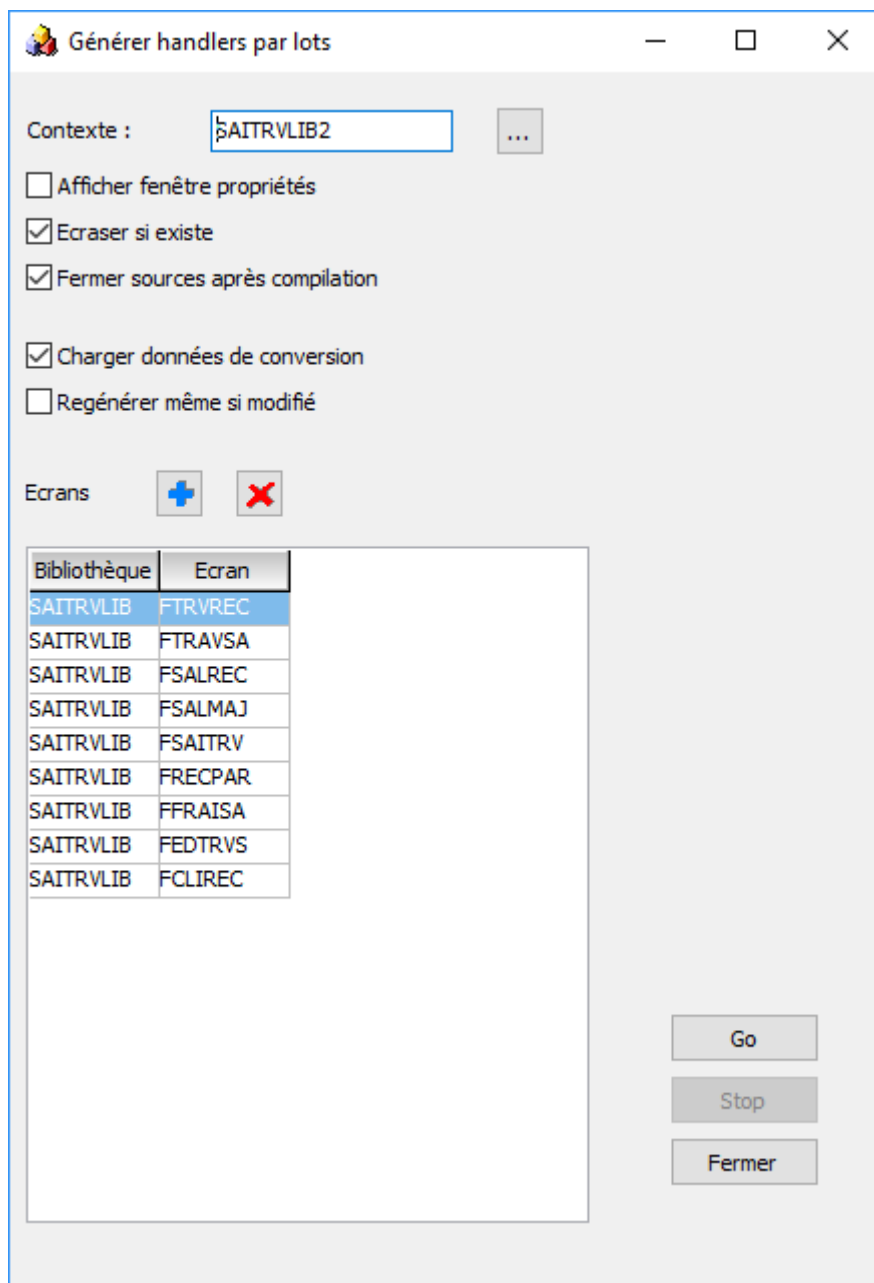 Générer handlers par lots
Contexte : SAITRVLIB2 ...
Afficher fenêtre propriétés
Ecraser si existe
Fermer sources après compilation
Charger données de conversion
Regénérer même si modifié
Ecrans
Bibliothèque Ecran
SAITRVLIB FTRVREC
SAITRVLIB FTRAVSA
SAITRVLIB FSALREC
SAITRVLIB FSALMAJ
SAITRVLIB FSAITRV
SAITRVLIB FRECPAR
SAITRVLIB FFRAISA
SAITRVLIB FEDTRVS
SAITRVLIB FCLIREC
Go
Stop
Fermer